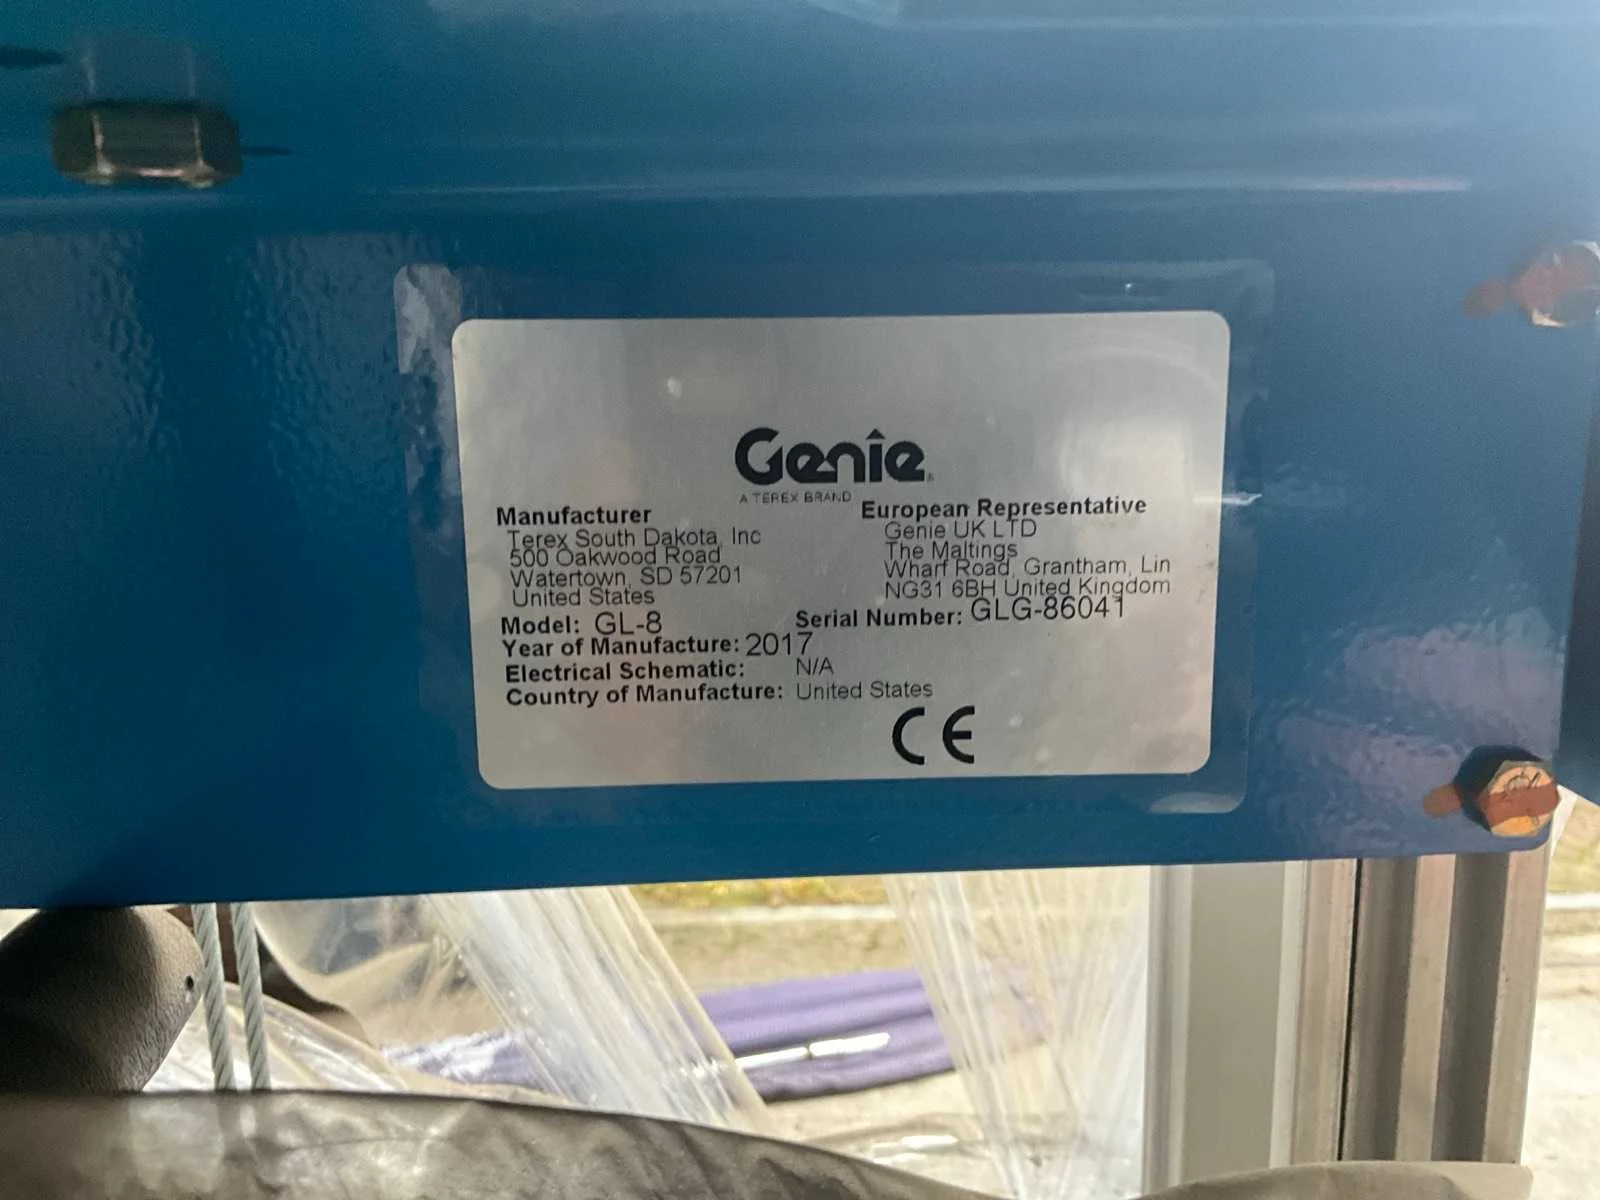 Genie
A TEREX BRAND
Manufacturer
Terex South Dakota, Inc
500 Oakwood Road
Watertown, SD 57201
United States
European Representative
Genie UK LTD
The Maltings
Wharf Road, Grantham, Lin
NG31 6BH United Kingdom
Model: GL-8
Serial Number: GLG-86041
Year of Manufacture: 2017
Electrical Schematic: N/A
Country of Manufacture: United States
CE